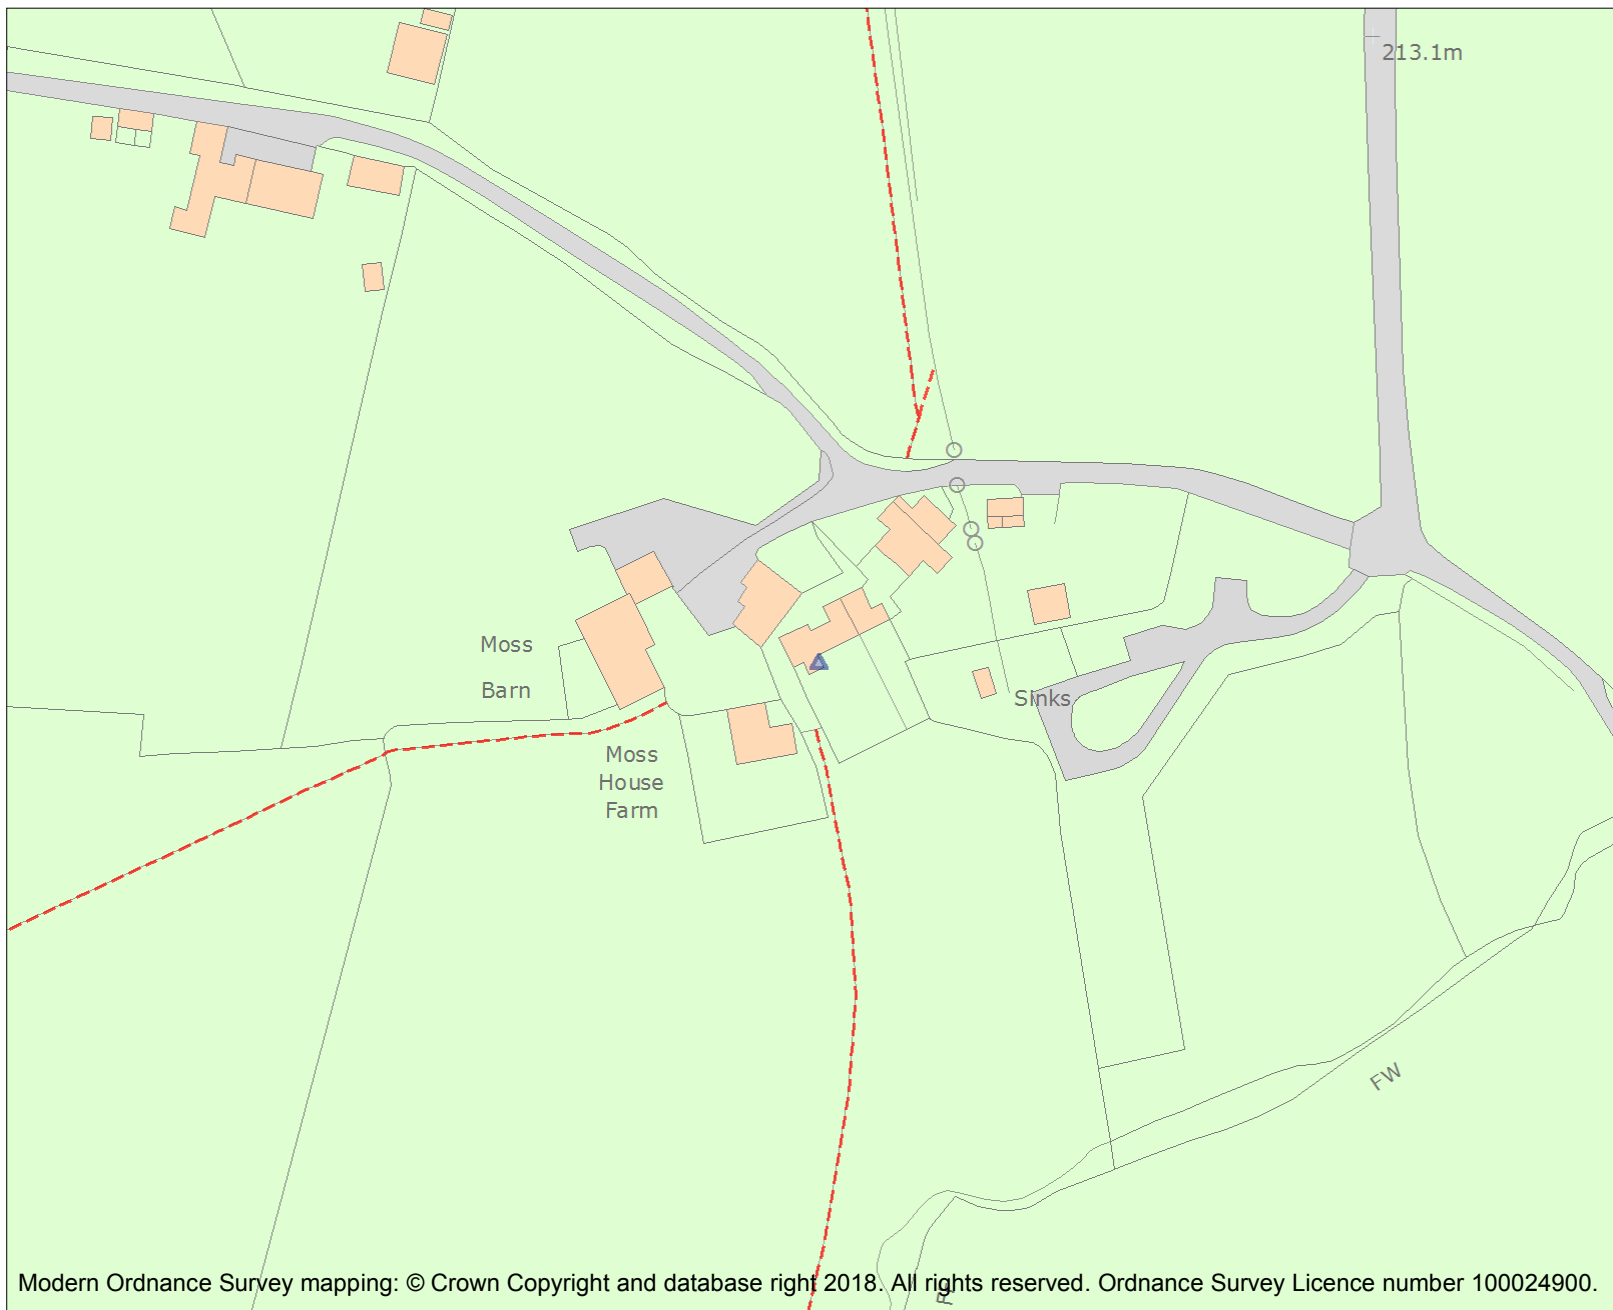 213.1m
Moss
Barn
Sinks
Moss
House
Farm
FW
Modern Ordnance Survey mapping: © Crown Copyright and database right 2018. All rights reserved. Ordnance Survey Licence number 100024900.